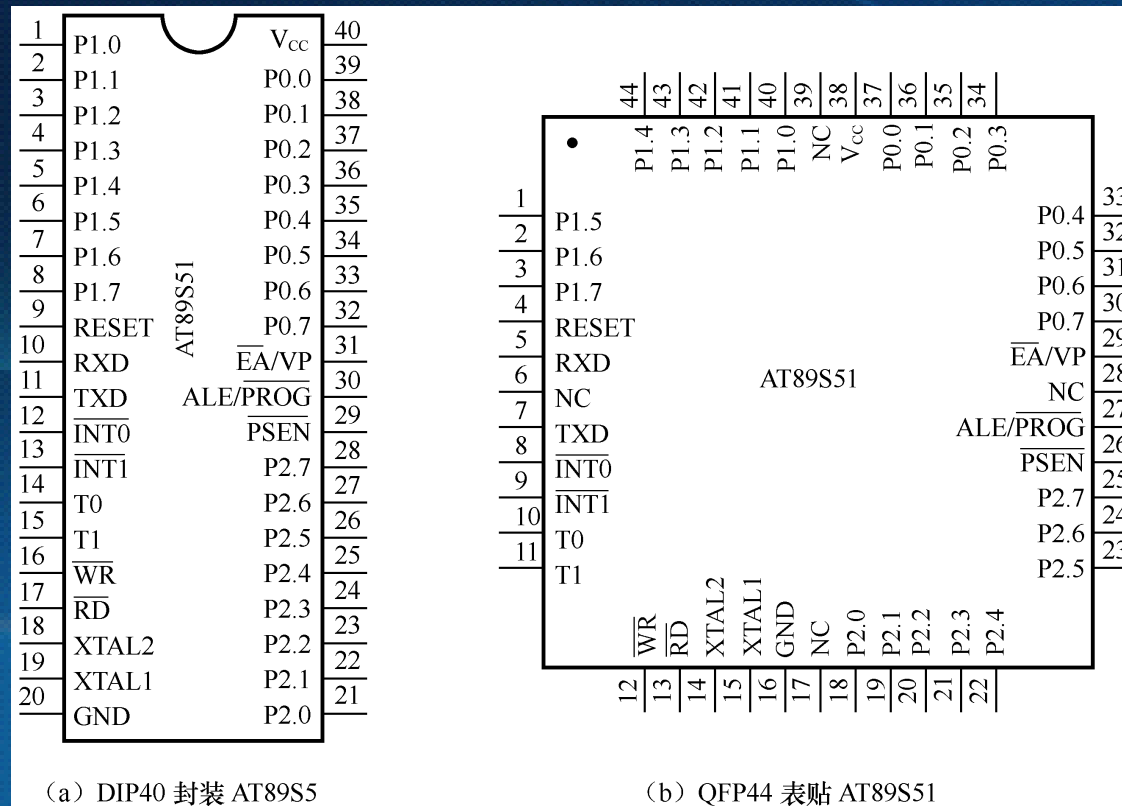 1 P1.0 VCC 40
2 P1.1 P0.0 39
3 P1.2 P0.1 38
4 P1.3 P0.2 37
5 P1.4 P0.3 36
6 P1.5 P0.4 35
7 P1.6 P0.5 34
8 P1.7 P0.6 33
9 RESET P0.7 32
10 RXD EA/VP 31
11 TXD ALE/PROG 30
12 INT0 PSEN 29
13 INT1 P2.7 28
14 T0 P2.6 27
15 T1 P2.5 26
16 WR P2.4 25
17 RD P2.3 24
18 XTAL2 P2.2 23
19 XTAL1 P2.1 22
20 GND P2.0 21
AT89S51
(a)DIP40 封装 AT89S5
44 43 42 41 40 39 38 37 36 35 34
P1.4 P1.3 P1.2 P1.1 P1.0 NC VCC P0.0 P0.1 P0.2 P0.3
1 P1.5 P0.4 33
2 P1.6 P0.5 32
3 P1.7 P0.6 31
4 RESET P0.7 30
5 RXD EA/VP 29
6 NC NC 28
7 TXD ALE/PROG 27
8 INT0 PSEN 26
9 INT1 P2.7 25
10 T0 P2.6 24
11 T1 P2.5 23
AT89S51
WR RD XTAL2 XTAL1 GND NC P2.0 P2.1 P2.2 P2.3 P2.4
12 13 14 15 16 17 18 19 20 21 22
(b)QFP44 表贴 AT89S51